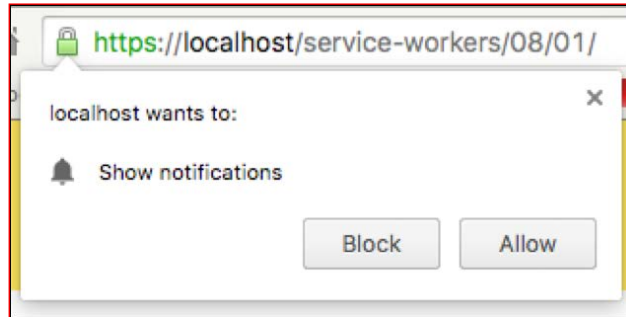 https://localhost/service-workers/08/01/
localhost wants to:
Show notifications
Block
Allow